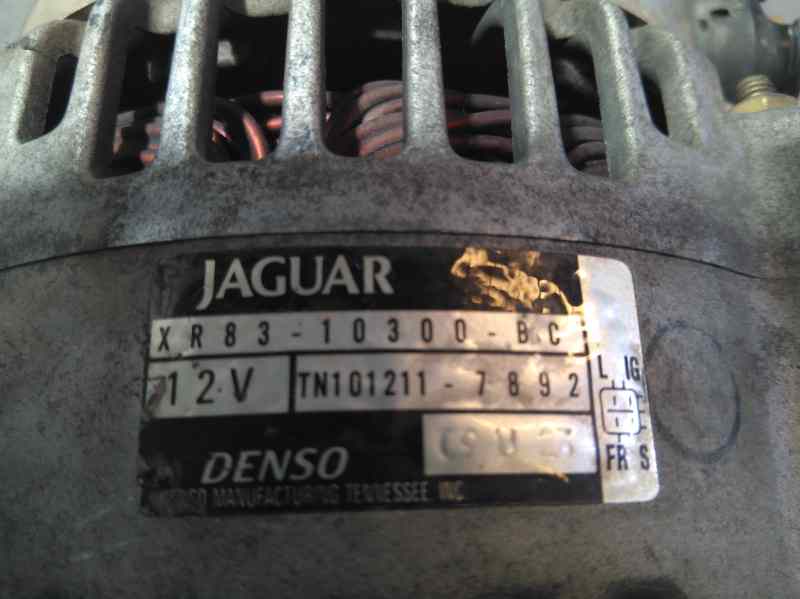 JAGUAR
XR83-10300-BC
12V TN101211-7892
L IG
DENSO
FR S
MANUFACTURING TENNESSEE INC